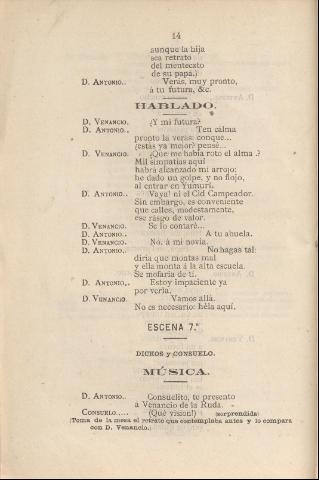 14
aunque la hija
sea retrato
del mentecato
de su papá.)
D. Antonio.. Verás, muy pronto,
á tu futura, &c.
HABLADO.
D. Venancio. ¿Y mi futura?
D. Antonio.. Ten calma
pronto la verás: conque...
¿estás ya mejor? pensé...
D. Venancio. ¿Que me había roto el alma.?
Mil simpatías aquí
habrá alcanzado mi arrojo:
he dado un golpe, y no flojo,
al entrar en Yumurí.
D. Antonio.. Vaya! ni el Cid Campeador.
Sin embargo, es conveniente
que calles, modestamente,
ese rasgo de valor.
D. Venancio. Se lo contaré...
D. Antonio.. A tu abuela.
D. Venancio. No, á mi novia.
D. Antonio.. No hagas tal:
diria que montas mal
y ella monta á la alta escuela.
Se mofaría de tí.
D. Antonio.. Estoy impaciente ya
por verla.
D. Venancio. Vamos allá.
No es necesario: héla aquí.
ESCENA 7.ª
DICHOS y CONSUELO.
MÚSICA.
D. Antonio.. Consuelito, te presento
á Venancio de la Ruda.
Consuelo..... (Qué vision!) (sorprendida)
(Toma de la mesa el retrato que contemplaba antes y lo compara
con D. Venancio.)